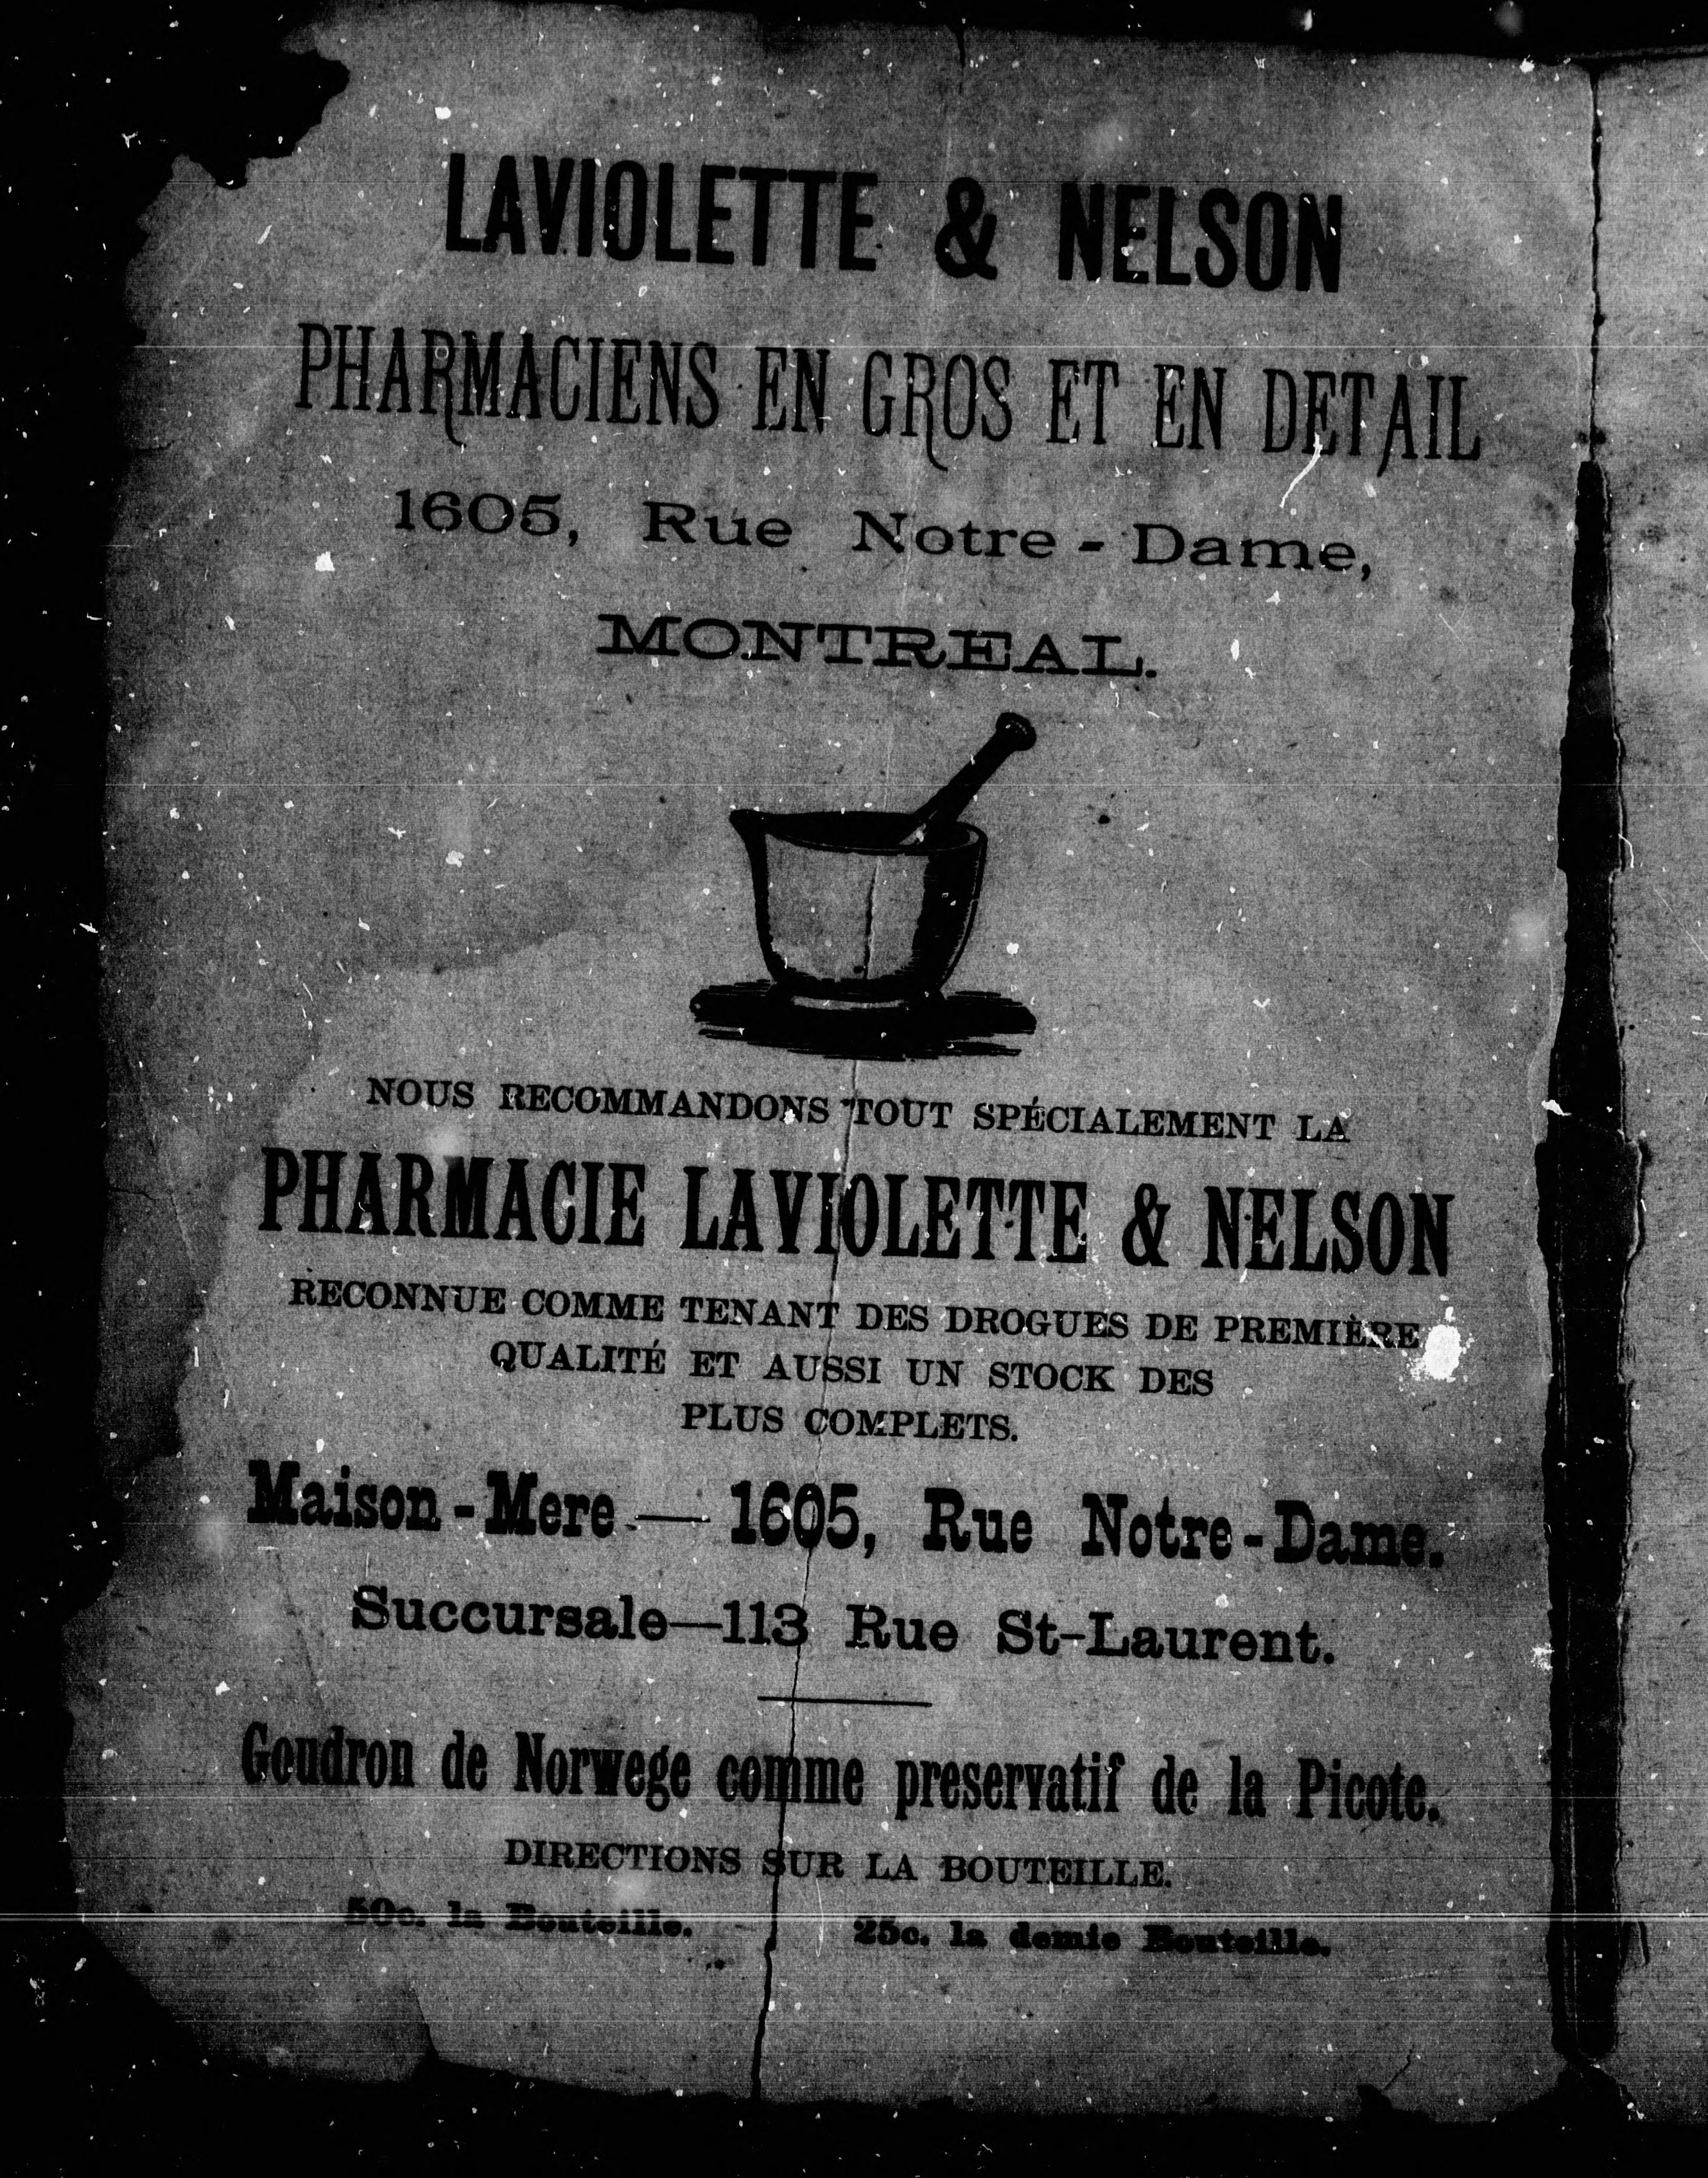 LAVIOLETTE & NELSON
PHARMACIENS EN GROS ET EN DETAIL
1605, Rue Notre-Dame,
MONTREAL.
NOUS RECOMMANDONS TOUT SPÉCIALEMENT LA
PHARMACIE LAVIOLETTE & NELSON
RECONNUE COMME TENANT DES DROGUES DE PREMIÈRE
QUALITÉ ET AUSSI UN STOCK DES
PLUS COMPLETS.
Maison-Mere — 1605, Rue Notre-Dame.
Succursale—113 Rue St-Laurent.
Goudron de Norwege comme preservatif de la Picote.
DIRECTIONS SUR LA BOUTEILLE.
50c. la Bouteille. 25c. la demie Bouteille.